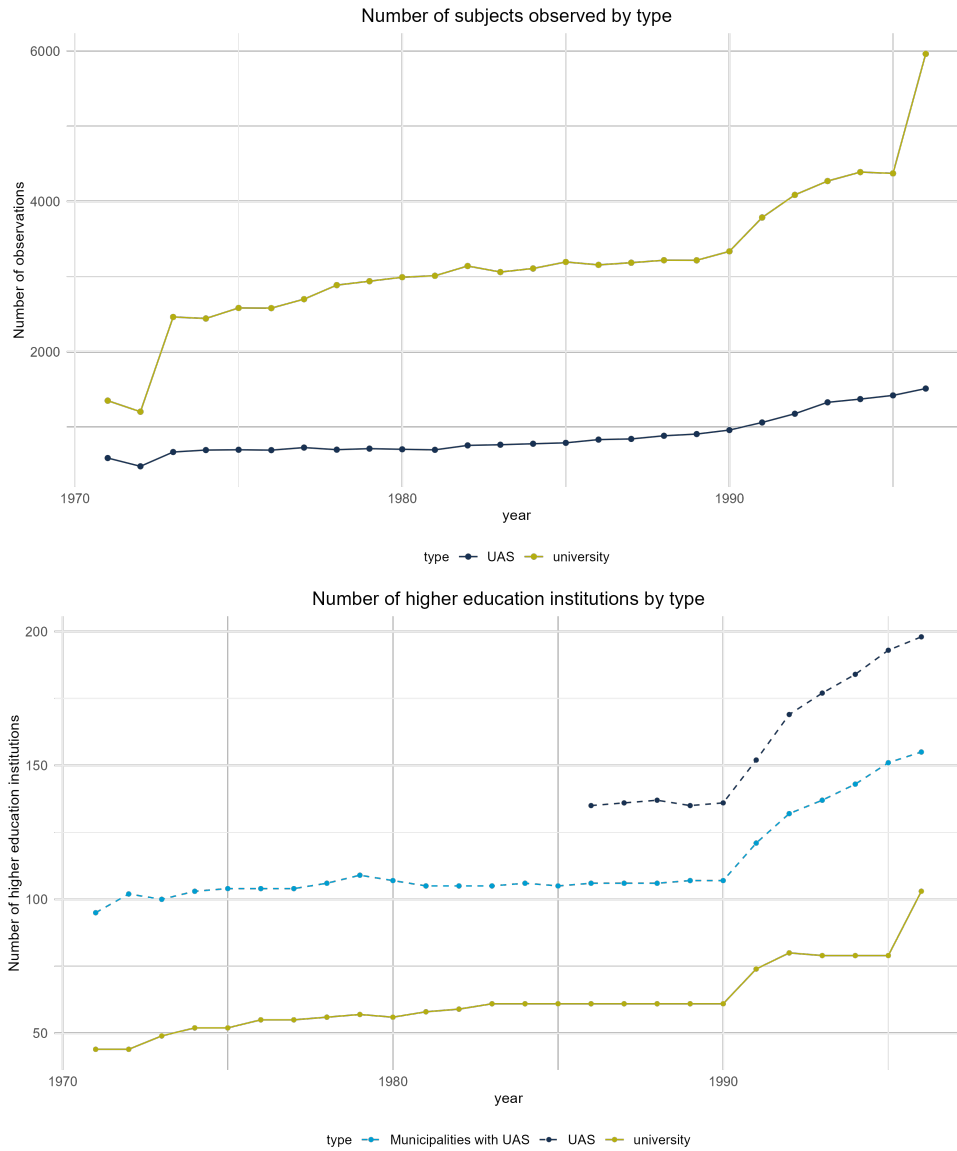 Number of subjects observed by type
6000
4000
2000
Number of observations
1970 1980 1990
year
type UAS university
Number of higher education institutions by type
200
150
100
50
Number of higher education institutions
1970 1980 1990
year
type Municipalities with UAS UAS university